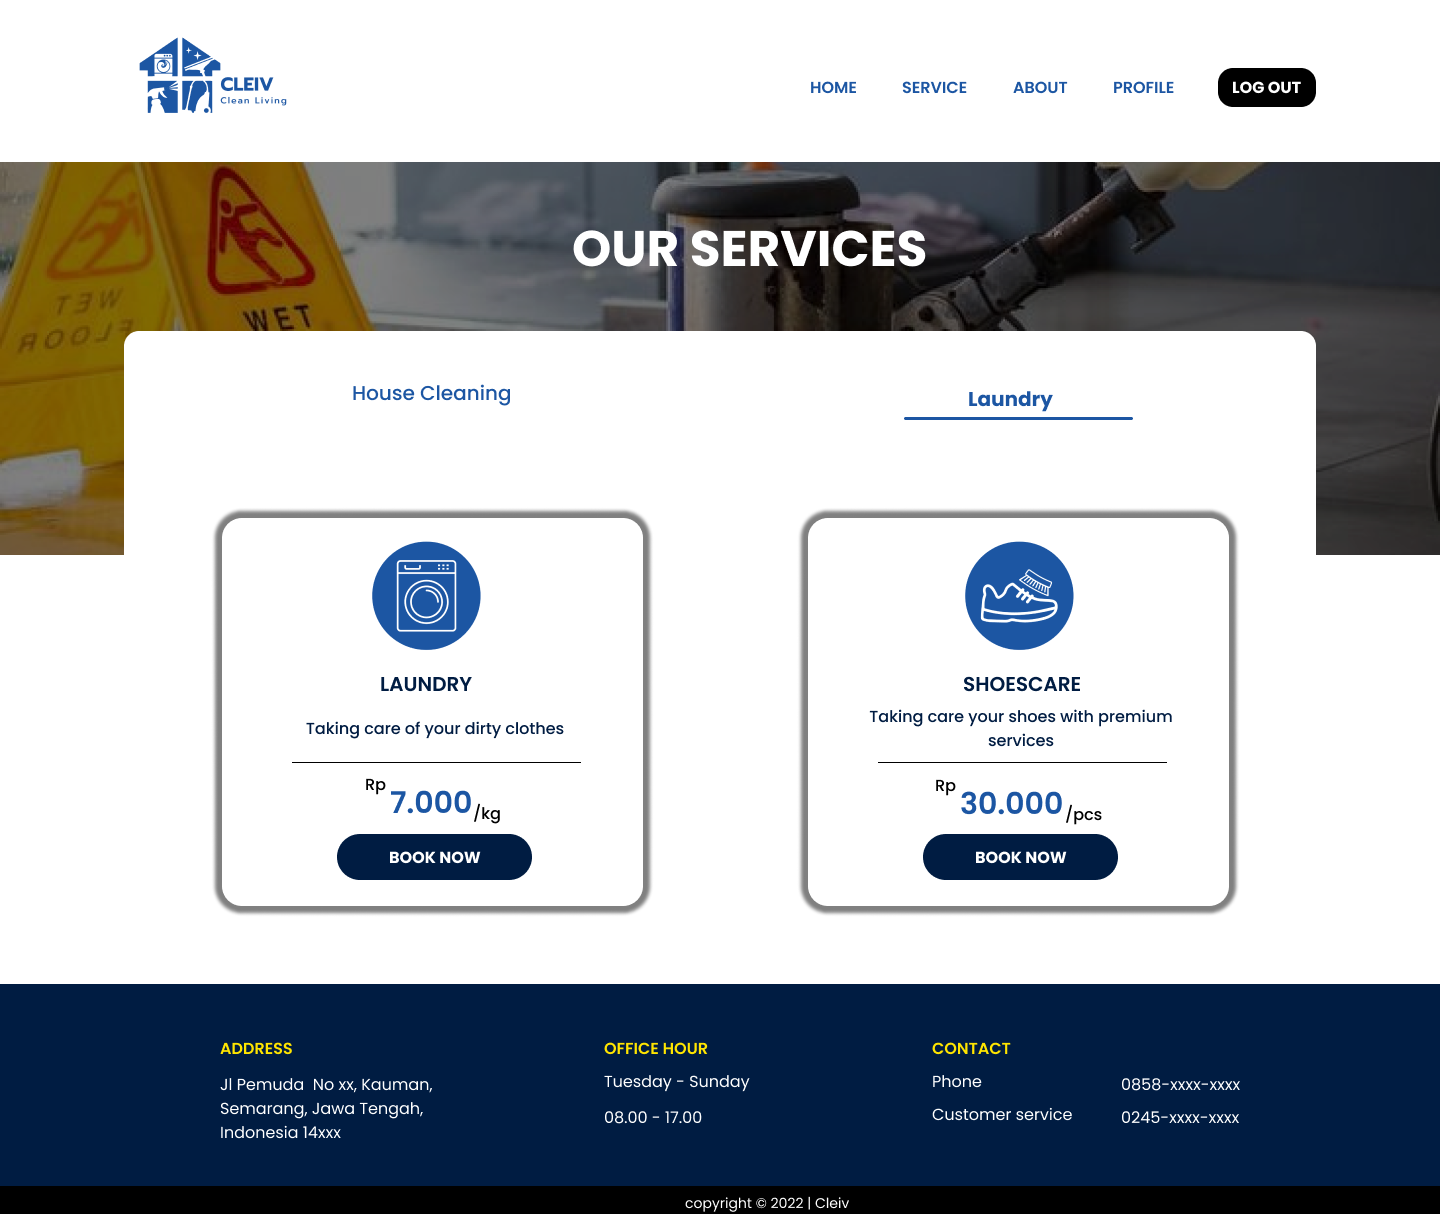 CLEIV
Clean Living
HOME
SERVICE
ABOUT
PROFILE
LOG OUT
OUR SERVICES
WET
FLOOR
WET
House Cleaning
Laundry
LAUNDRY
Taking care of your dirty clothes
Rp 7.000 /kg
BOOK NOW
SHOESCARE
Taking care your shoes with premium
services
Rp 30.000 /pcs
BOOK NOW
ADDRESS
Jl Pemuda  No xx, Kauman,
Semarang, Jawa Tengah,
Indonesia 14xxx
OFFICE HOUR
Tuesday - Sunday
08.00 - 17.00
CONTACT
Phone 0858-xxxx-xxxx
Customer service 0245-xxxx-xxxx
copyright © 2022 | Cleiv